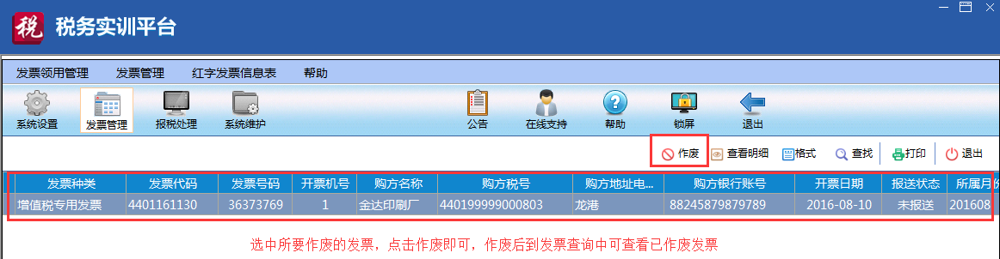 税 税务实训平台
发票领用管理 发票管理 红字发票信息表 帮助
系统设置 发票管理 报税处理 系统维护 公告 在线支持 帮助 锁屏 退出
作废 查看明细 格式 查找 打印 退出
发票种类 发票代码 发票号码 开票机号 购方名称 购方税号 购方地址电... 购方银行账号 开票日期 报送状态 所属月份
增值税专用发票 4401161130 36373769 1 金达印刷厂 440199999000803 龙港 88245879879789 2016-08-10 未报送 201608
选中所要作废的发票，点击作废即可，作废后到发票查询中可查看已作废发票